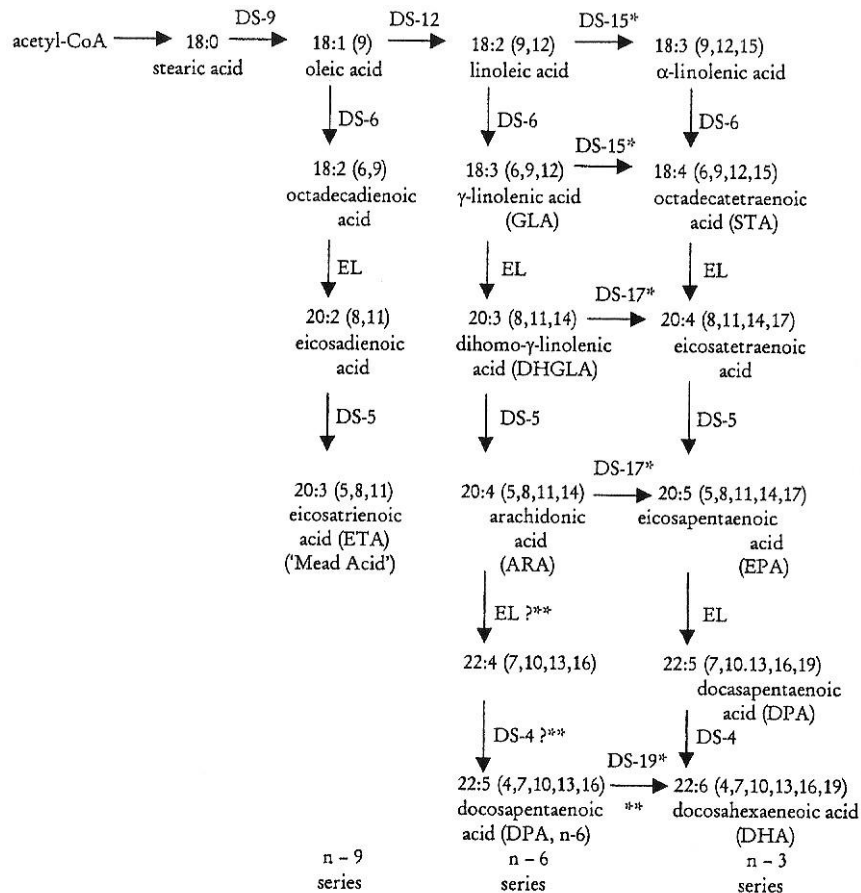 DS-9 DS-12 DS-15*
acetyl-CoA 18:0 18:1 (9) 18:2 (9,12) 18:3 (9,12,15)
stearic acid oleic acid linoleic acid α-linolenic acid
DS-6 DS-6 DS-6
DS-15*
18:2 (6,9) 18:3 (6,9,12) 18:4 (6,9,12,15)
octadecadienoic γ-linolenic acid octadecatetraenoic
acid (GLA) acid (STA)
EL EL EL
DS-17*
20:2 (8,11) 20:3 (8,11,14) 20:4 (8,11,14,17)
eicosadienoic dihomo-γ-linolenic eicosatetraenoic
acid acid (DHGLA) acid
DS-5 DS-5 DS-5
DS-17*
20:3 (5,8,11) 20:4 (5,8,11,14) 20:5 (5,8,11,14,17)
eicosatrienoic arachidonic eicosapentaenoic
acid (ETA) acid acid
('Mead Acid') (ARA) (EPA)
EL ?** EL
22:4 (7,10,13,16) 22:5 (7,10.13,16,19)
docasapentaenoic
acid (DPA)
DS-4 ?** DS-4
DS-19*
22:5 (4,7,10,13,16) 22:6 (4,7,10,13,16,19)
docosapentaenoic ** docosahexaeneoic acid
acid (DPA, n-6) (DHA)
n – 9 n – 6 n – 3
series series series